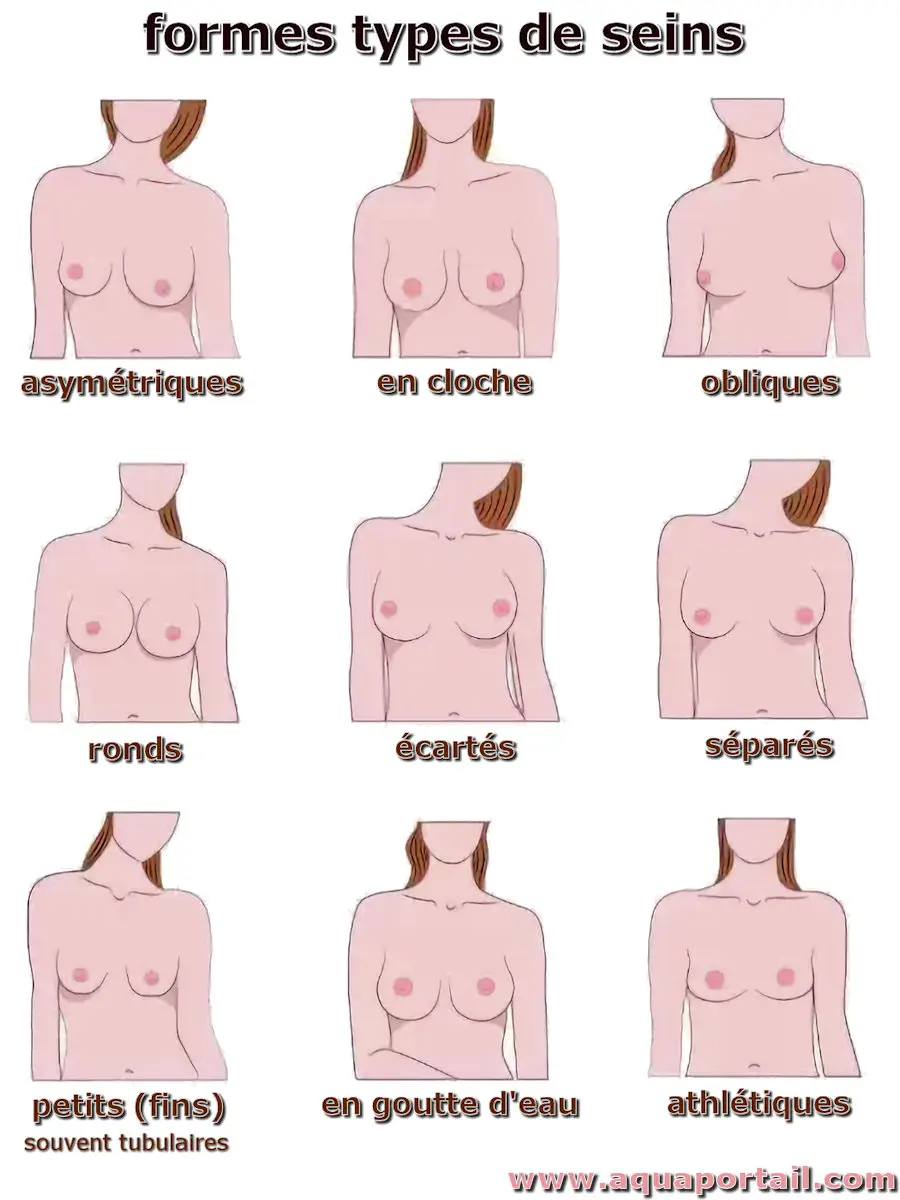 formes types de seins
asymétriques
en cloche
obliques
ronds
écartés
séparés
petits (fins)
souvent tubulaires
en goutte d'eau
athlétiques
www.aquaportail.com